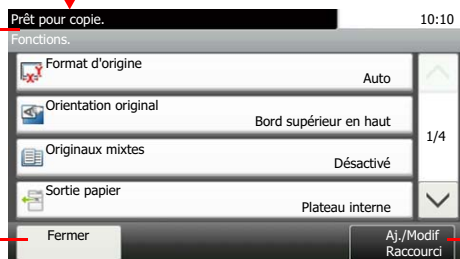 Prêt pour copie.
10:10
Fonctions.
Format d'origine
Auto
Orientation original
Bord supérieur en haut
1/4
Originaux mixtes
Désactivé
Sortie papier
Plateau interne
Fermer
Aj./Modif
Raccourci